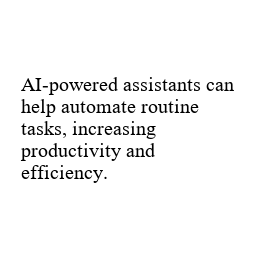 AI-powered assistants can
help automate routine
tasks, increasing
productivity and
efficiency.